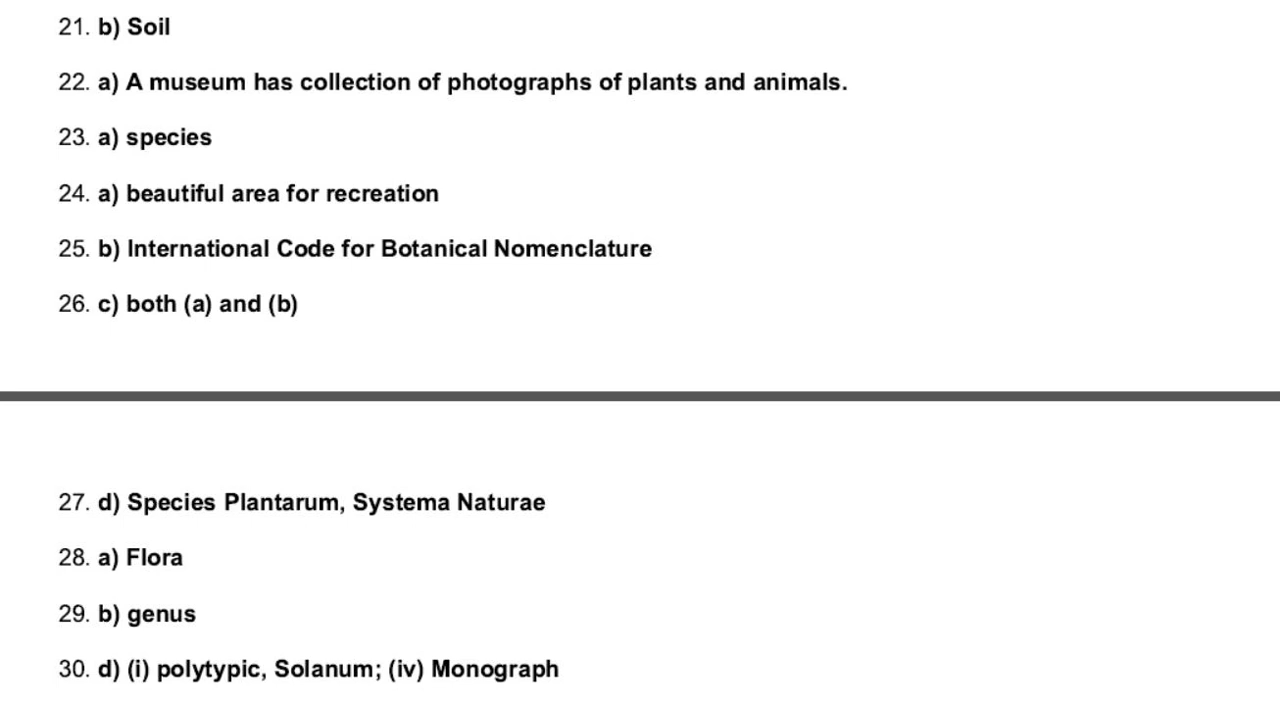 21. b) Soil
22. a) A museum has collection of photographs of plants and animals.
23. a) species
24. a) beautiful area for recreation
25. b) International Code for Botanical Nomenclature
26. c) both (a) and (b)
27. d) Species Plantarum, Systema Naturae
28. a) Flora
29. b) genus
30. d) (i) polytypic, Solanum; (iv) Monograph